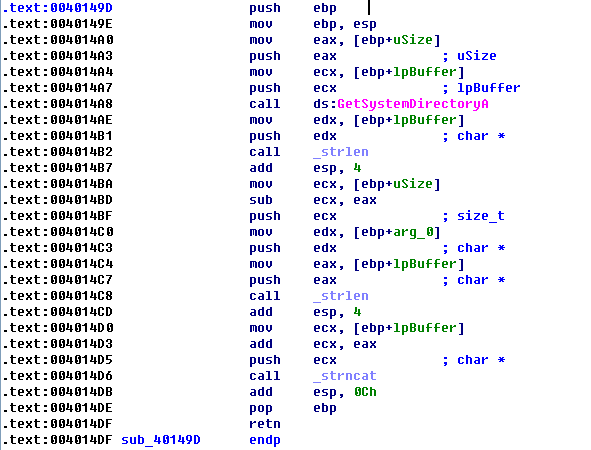 .text:0040149D push ebp
.text:0040149E mov ebp, esp
.text:004014A0 mov eax, [ebp+uSize]
.text:004014A3 push eax ; uSize
.text:004014A4 mov ecx, [ebp+lpBuffer]
.text:004014A7 push ecx ; lpBuffer
.text:004014A8 call ds:GetSystemDirectoryA
.text:004014AE mov edx, [ebp+lpBuffer]
.text:004014B1 push edx ; char *
.text:004014B2 call _strlen
.text:004014B7 add esp, 4
.text:004014BA mov ecx, [ebp+uSize]
.text:004014BD sub ecx, eax
.text:004014BF push ecx ; size_t
.text:004014C0 mov edx, [ebp+arg_0]
.text:004014C3 push edx ; char *
.text:004014C4 mov eax, [ebp+lpBuffer]
.text:004014C7 push eax ; char *
.text:004014C8 call _strlen
.text:004014CD add esp, 4
.text:004014D0 mov ecx, [ebp+lpBuffer]
.text:004014D3 add ecx, eax
.text:004014D5 push ecx ; char *
.text:004014D6 call _strncat
.text:004014DB add esp, 0Ch
.text:004014DE pop ebp
.text:004014DF retn
.text:004014DF sub_40149D endp